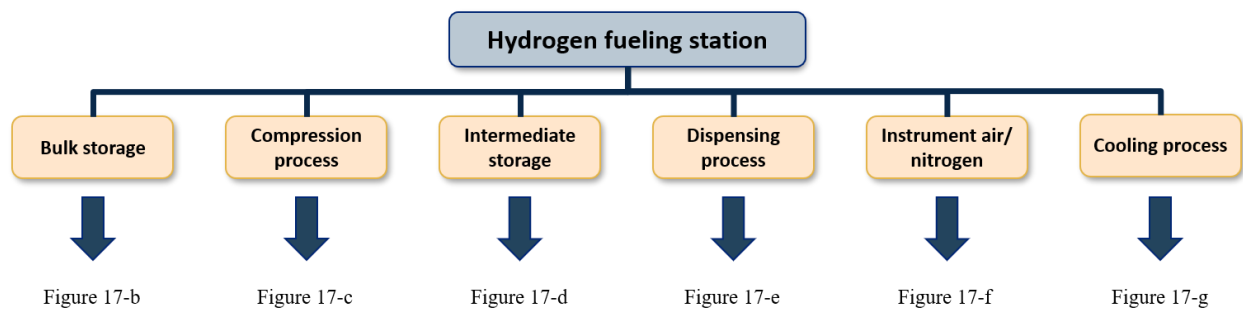 Hydrogen fueling station
Bulk storage
Compression
process
Intermediate
storage
Dispensing
process
Instrument air/
nitrogen
Cooling process
Figure 17-b
Figure 17-c
Figure 17-d
Figure 17-e
Figure 17-f
Figure 17-g